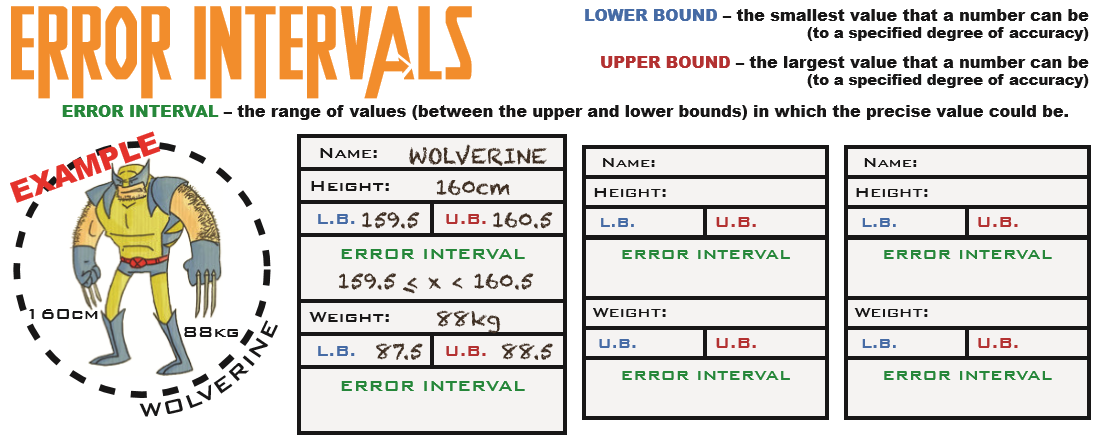 ERROR INTERVALS
LOWER BOUND – the smallest value that a number can be
(to a specified degree of accuracy)
UPPER BOUND – the largest value that a number can be
(to a specified degree of accuracy)
ERROR INTERVAL – the range of values (between the upper and lower bounds) in which the precise value could be.
EXAMPLE
160CM
88KG
WOLVERINE
NAME: WOLVERINE
HEIGHT: 160cm
L.B. 159.5 U.B. 160.5
ERROR INTERVAL
159.5 ≤ x < 160.5
WEIGHT: 88kg
L.B. 87.5 U.B. 88.5
ERROR INTERVAL
NAME:
HEIGHT:
L.B. U.B.
ERROR INTERVAL
WEIGHT:
L.B. U.B.
ERROR INTERVAL
NAME:
HEIGHT:
L.B. U.B.
ERROR INTERVAL
WEIGHT:
L.B. U.B.
ERROR INTERVAL